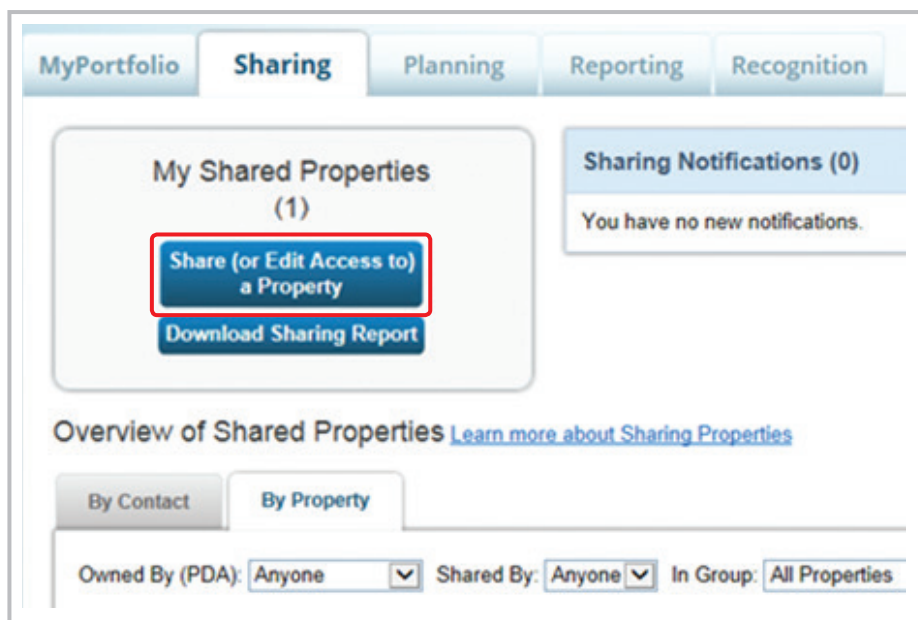 MyPortfolio Sharing Planning Reporting Recognition
My Shared Properties
(1)
Share (or Edit Access to)
a Property
Download Sharing Report
Sharing Notifications (0)
You have no new notifications.
Overview of Shared Properties Learn more about Sharing Properties
By Contact By Property
Owned By (PDA): Anyone Shared By: Anyone In Group: All Properties